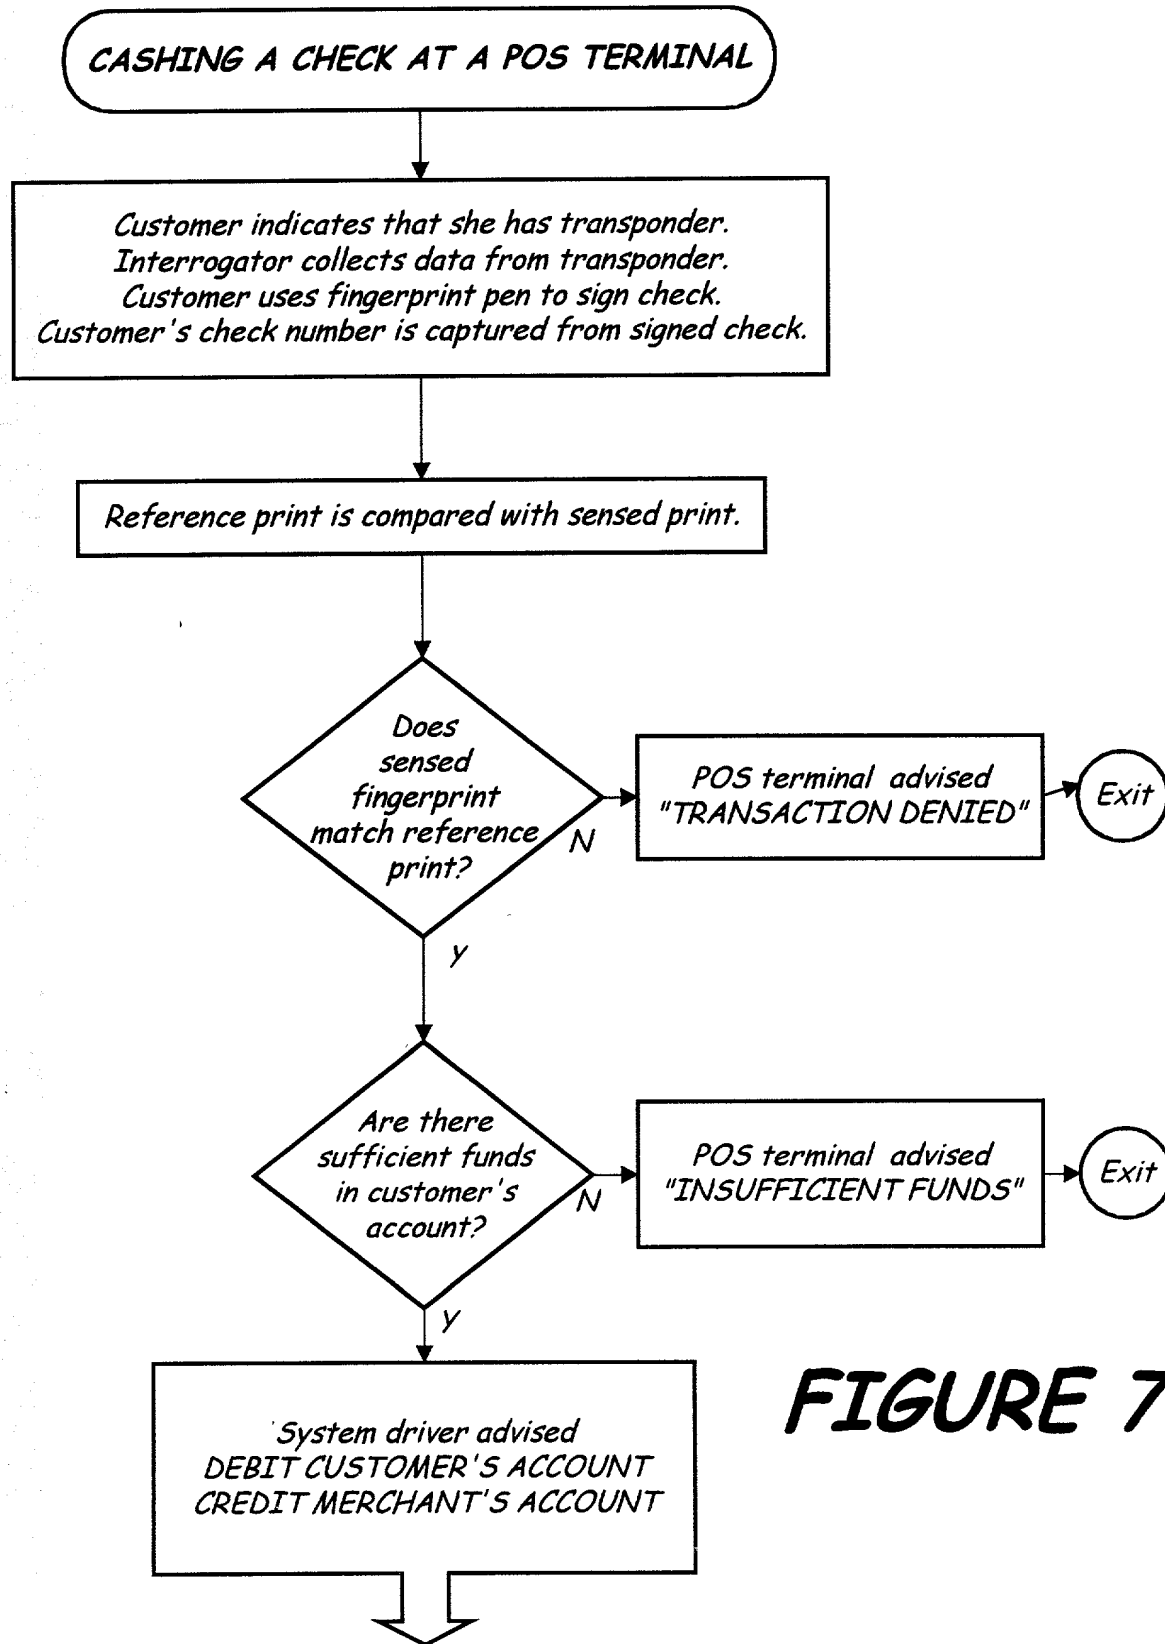 CASHING A CHECK AT A POS TERMINAL
Customer indicates that she has transponder.
Interrogator collects data from transponder.
Customer uses fingerprint pen to sign check.
Customer's check number is captured from signed check.
Reference print is compared with sensed print.
Does
sensed
fingerprint
match reference
print?
N
POS terminal advised
"TRANSACTION DENIED"
Exit
Y
Are there
sufficient funds
in customer's
account?
N
POS terminal advised
"INSUFFICIENT FUNDS"
Exit
Y
System driver advised
DEBIT CUSTOMER'S ACCOUNT
CREDIT MERCHANT'S ACCOUNT
FIGURE 7